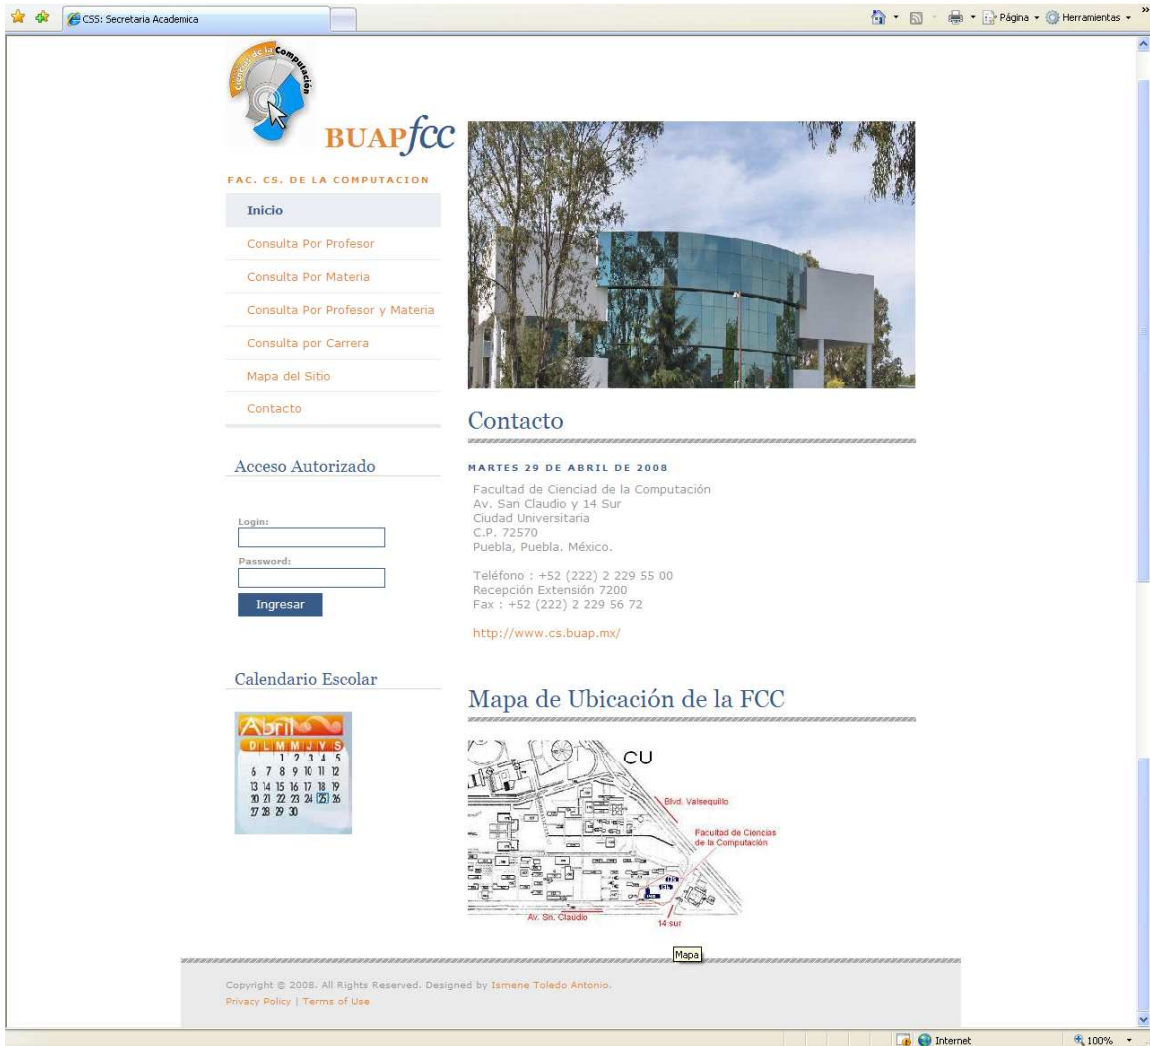 CSS: Secretaria Academica
Página
Herramientas
»
Ciencias de la Computación
BUAP fcc
FAC. CS. DE LA COMPUTACION
Inicio
Consulta Por Profesor
Consulta Por Materia
Consulta Por Profesor y Materia
Consulta por Carrera
Mapa del Sitio
Contacto
Acceso Autorizado
Login:
Password:
Ingresar
Calendario Escolar
Abril
D L M M J V S
1 2 3 4 5
6 7 8 9 10 11 12
13 14 15 16 17 18 19
20 21 22 23 24 25 26
27 28 29 30
Contacto
MARTES 29 DE ABRIL DE 2008
Facultad de Cienciad de la Computación
Av. San Claudio y 14 Sur
Ciudad Universitaria
C.P. 72570
Puebla, Puebla. México.
Teléfono : +52 (222) 2 229 55 00
Recepción Extensión 7200
Fax : +52 (222) 2 229 56 72
http://www.cs.buap.mx/
Mapa de Ubicación de la FCC
CU
Blvd. Valsequillo
Facultad de Ciencias
de la Computación
Av. Sn. Claudio
14 sur
Mapa
Copyright © 2008. All Rights Reserved. Designed by Ismene Toledo Antonio.
Privacy Policy | Terms of Use
Internet
100%